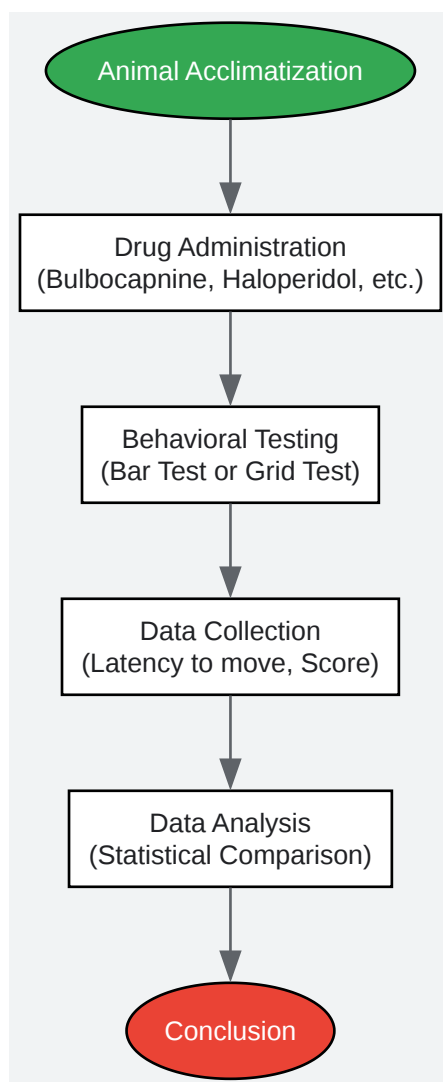 Animal Acclimatization
Drug Administration
(Bulbocapnine, Haloperidol, etc.)
Behavioral Testing
(Bar Test or Grid Test)
Data Collection
(Latency to move, Score)
Data Analysis
(Statistical Comparison)
Conclusion